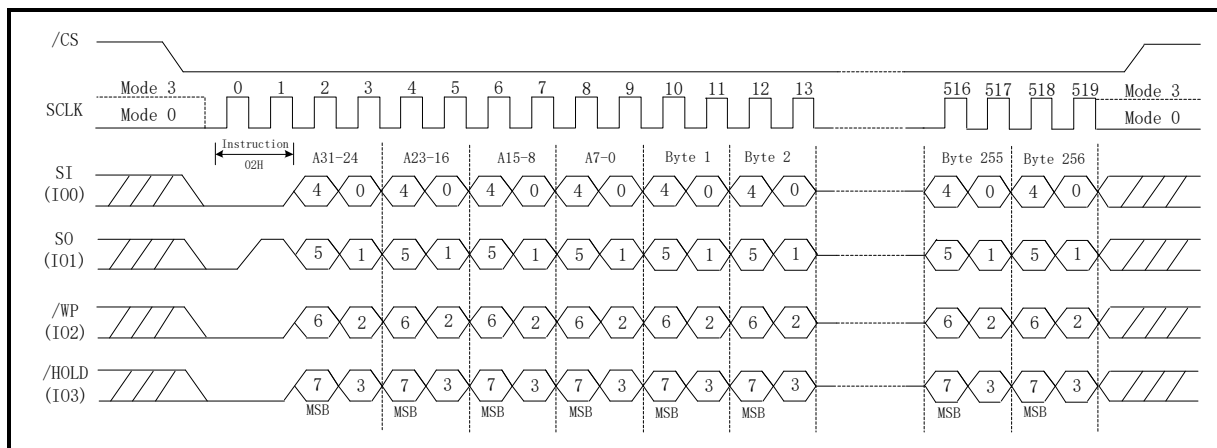 /CS
Mode 3 0 1 2 3 4 5 6 7 8 9 10 11 12 13 516 517 518 519 Mode 3
SCLK
Mode 0 Mode 0
Instruction
02H
A31-24 A23-16 A15-8 A7-0 Byte 1 Byte 2 Byte 255 Byte 256
SI
(IO0)
4 0 4 0 4 0 4 0 4 0 4 0 4 0 4 0
SO
(IO1)
5 1 5 1 5 1 5 1 5 1 5 1 5 1 5 1
/WP
(IO2)
6 2 6 2 6 2 6 2 6 2 6 2 6 2 6 2
/HOLD
(IO3)
7 3 7 3 7 3 7 3 7 3 7 3 7 3 7 3
MSB MSB MSB MSB MSB MSB MSB MSB